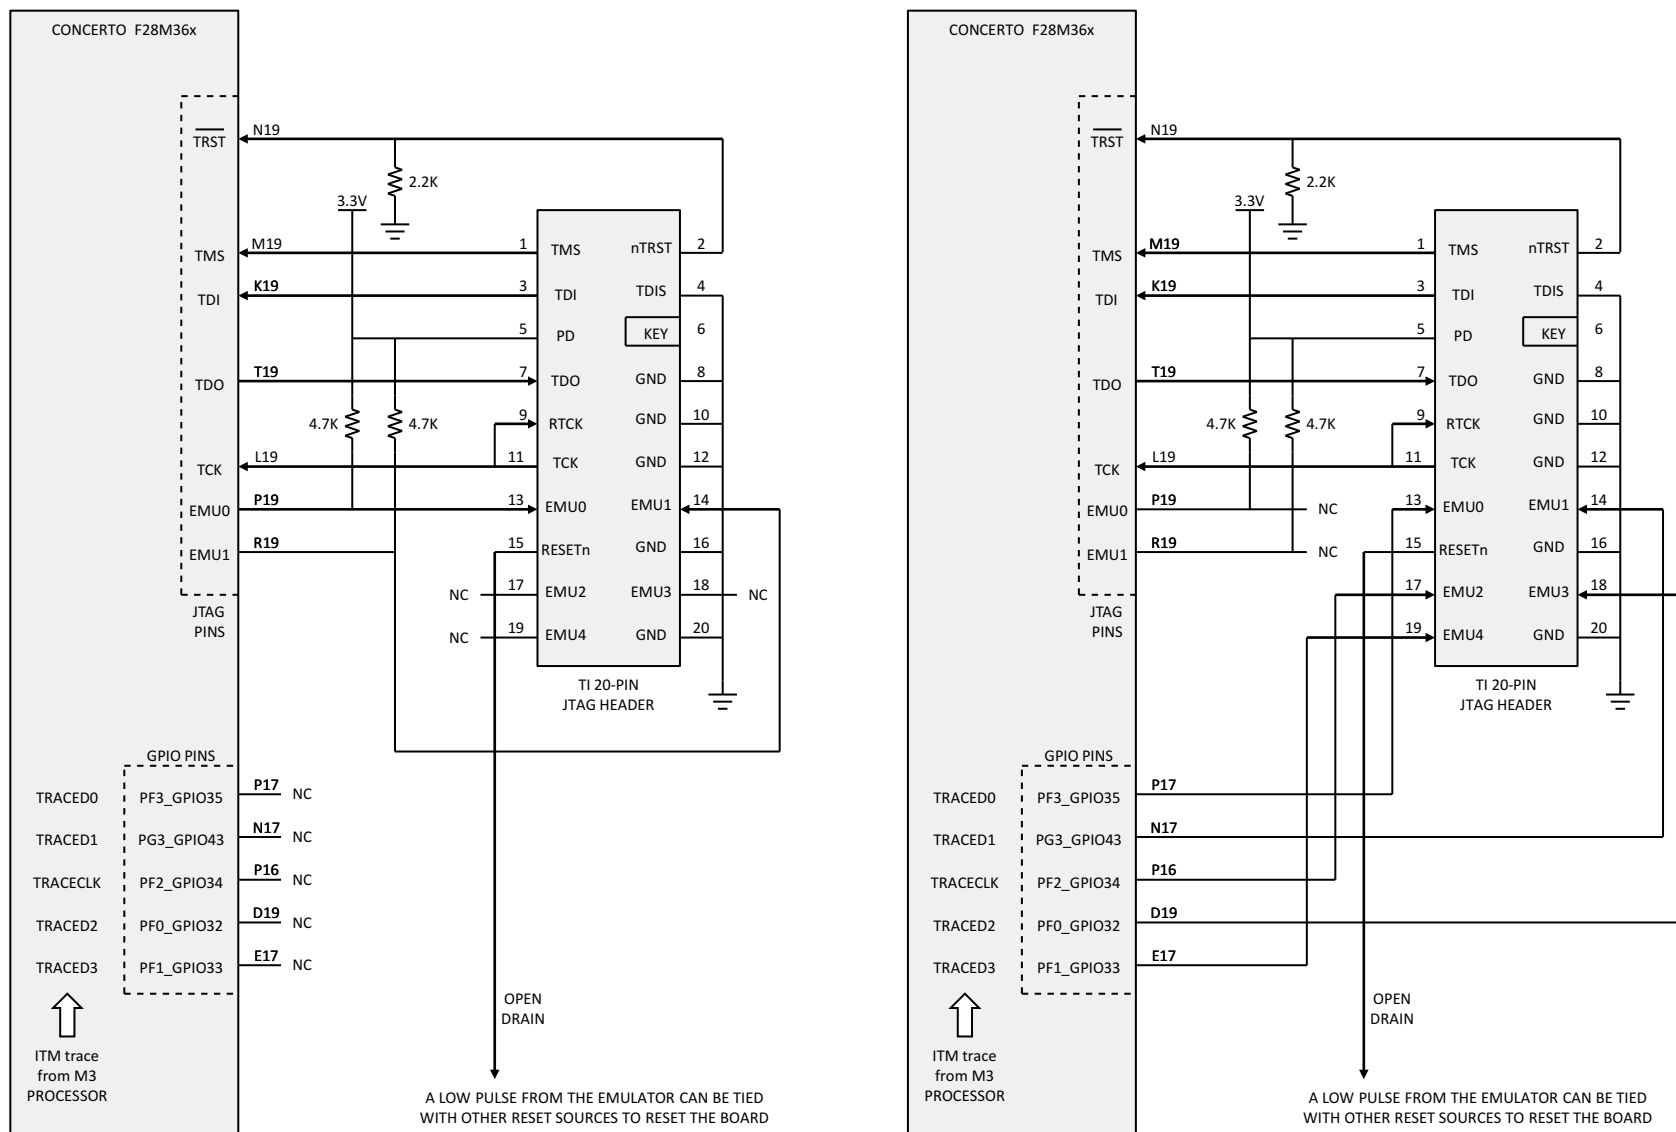 CONCERTO F28M36x
N19
TRST
2.2K
3.3V
M19 1 TMS nTRST 2
TMS
K19 3 TDI TDIS 4
TDI
5 PD KEY 6
T19 7 TDO GND 8
TDO
9 RTCK GND 10
4.7K 4.7K
L19 11 TCK GND 12
TCK
P19 13 EMU0 EMU1 14
EMU0
R19 15 RESETn GND 16
EMU1
NC 17 EMU2 EMU3 18 NC
JTAG
PINS
NC 19 EMU4 GND 20
TI 20-PIN
JTAG HEADER
GPIO PINS
TRACED0 PF3_GPIO35 P17 NC
TRACED1 PG3_GPIO43 N17 NC
TRACECLK PF2_GPIO34 P16 NC
TRACED2 PF0_GPIO32 D19 NC
TRACED3 PF1_GPIO33 E17 NC
OPEN
DRAIN
ITM trace
from M3
PROCESSOR
A LOW PULSE FROM THE EMULATOR CAN BE TIED
WITH OTHER RESET SOURCES TO RESET THE BOARD
CONCERTO F28M36x
N19
TRST
2.2K
3.3V
M19 1 TMS nTRST 2
TMS
K19 3 TDI TDIS 4
TDI
5 PD KEY 6
T19 7 TDO GND 8
TDO
9 RTCK GND 10
4.7K 4.7K
L19 11 TCK GND 12
TCK
P19 NC 13 EMU0 EMU1 14
EMU0
R19 NC 15 RESETn GND 16
EMU1
17 EMU2 EMU3 18
JTAG
PINS
19 EMU4 GND 20
TI 20-PIN
JTAG HEADER
GPIO PINS
TRACED0 PF3_GPIO35 P17
TRACED1 PG3_GPIO43 N17
TRACECLK PF2_GPIO34 P16
TRACED2 PF0_GPIO32 D19
TRACED3 PF1_GPIO33 E17
OPEN
DRAIN
ITM trace
from M3
PROCESSOR
A LOW PULSE FROM THE EMULATOR CAN BE TIED
WITH OTHER RESET SOURCES TO RESET THE BOARD